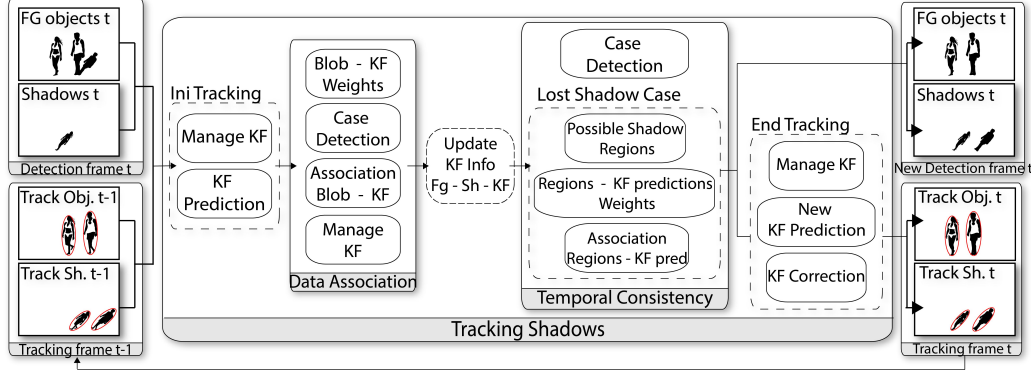 FG objects t
Shadows t
Detection frame t
Track Obj. t-1
Track Sh. t-1
Tracking frame t-1
Ini Tracking
Manage KF
KF
Prediction
Blob - KF
Weights
Case
Detection
Association
Blob - KF
Manage
KF
Data Association
Update
KF Info
Fg - Sh - KF
Case
Detection
Lost Shadow Case
Possible Shadow
Regions
Regions - KF predictions
Weights
Association
Regions - KF pred
Temporal Consistency
End Tracking
Manage KF
New
KF Prediction
KF Correction
Tracking Shadows
FG objects t
Shadows t
New Detection frame t
Track Obj. t
Track Sh. t
Tracking frame t